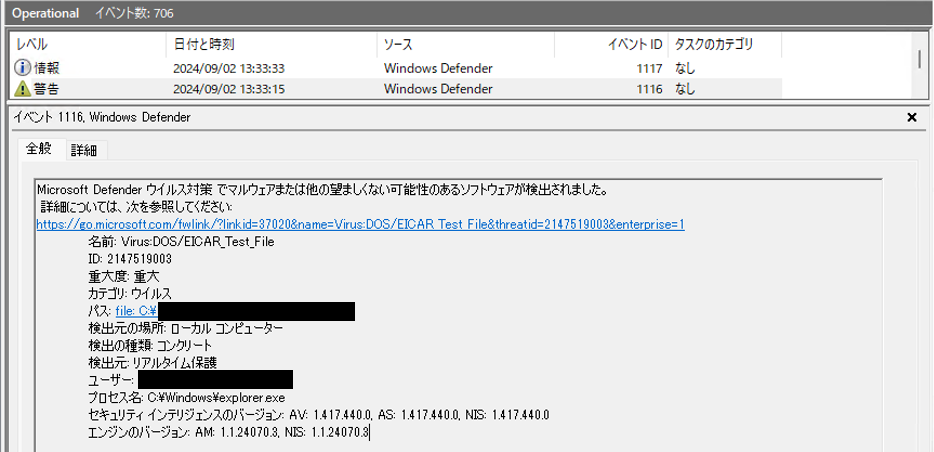 Operational イベント数: 706
レベル 日付と時刻 ソース イベント ID タスクのカテゴリ
情報 2024/09/02 13:33:33 Windows Defender 1117 なし
警告 2024/09/02 13:33:15 Windows Defender 1116 なし
イベント 1116, Windows Defender
全般 詳細
Microsoft Defender ウイルス対策 でマルウェアまたは他の望ましくない可能性のあるソフトウェアが検出されました。
詳細については、次を参照してください:
https://go.microsoft.com/fwlink/?linkid=37020&name=Virus:DOS/EICAR_Test_File&threatid=2147519003&enterprise=1
名前: Virus:DOS/EICAR_Test_File
ID: 2147519003
重大度: 重大
カテゴリ: ウイルス
パス: file: C:¥
検出元の場所: ローカル コンピューター
検出の種類: コンクリート
検出元: リアルタイム保護
ユーザー:
プロセス名: C:¥Windows¥explorer.exe
セキュリティ インテリジェンスのバージョン: AV: 1.417.440.0, AS: 1.417.440.0, NIS: 1.417.440.0
エンジンのバージョン: AM: 1.1.24070.3, NIS: 1.1.24070.3